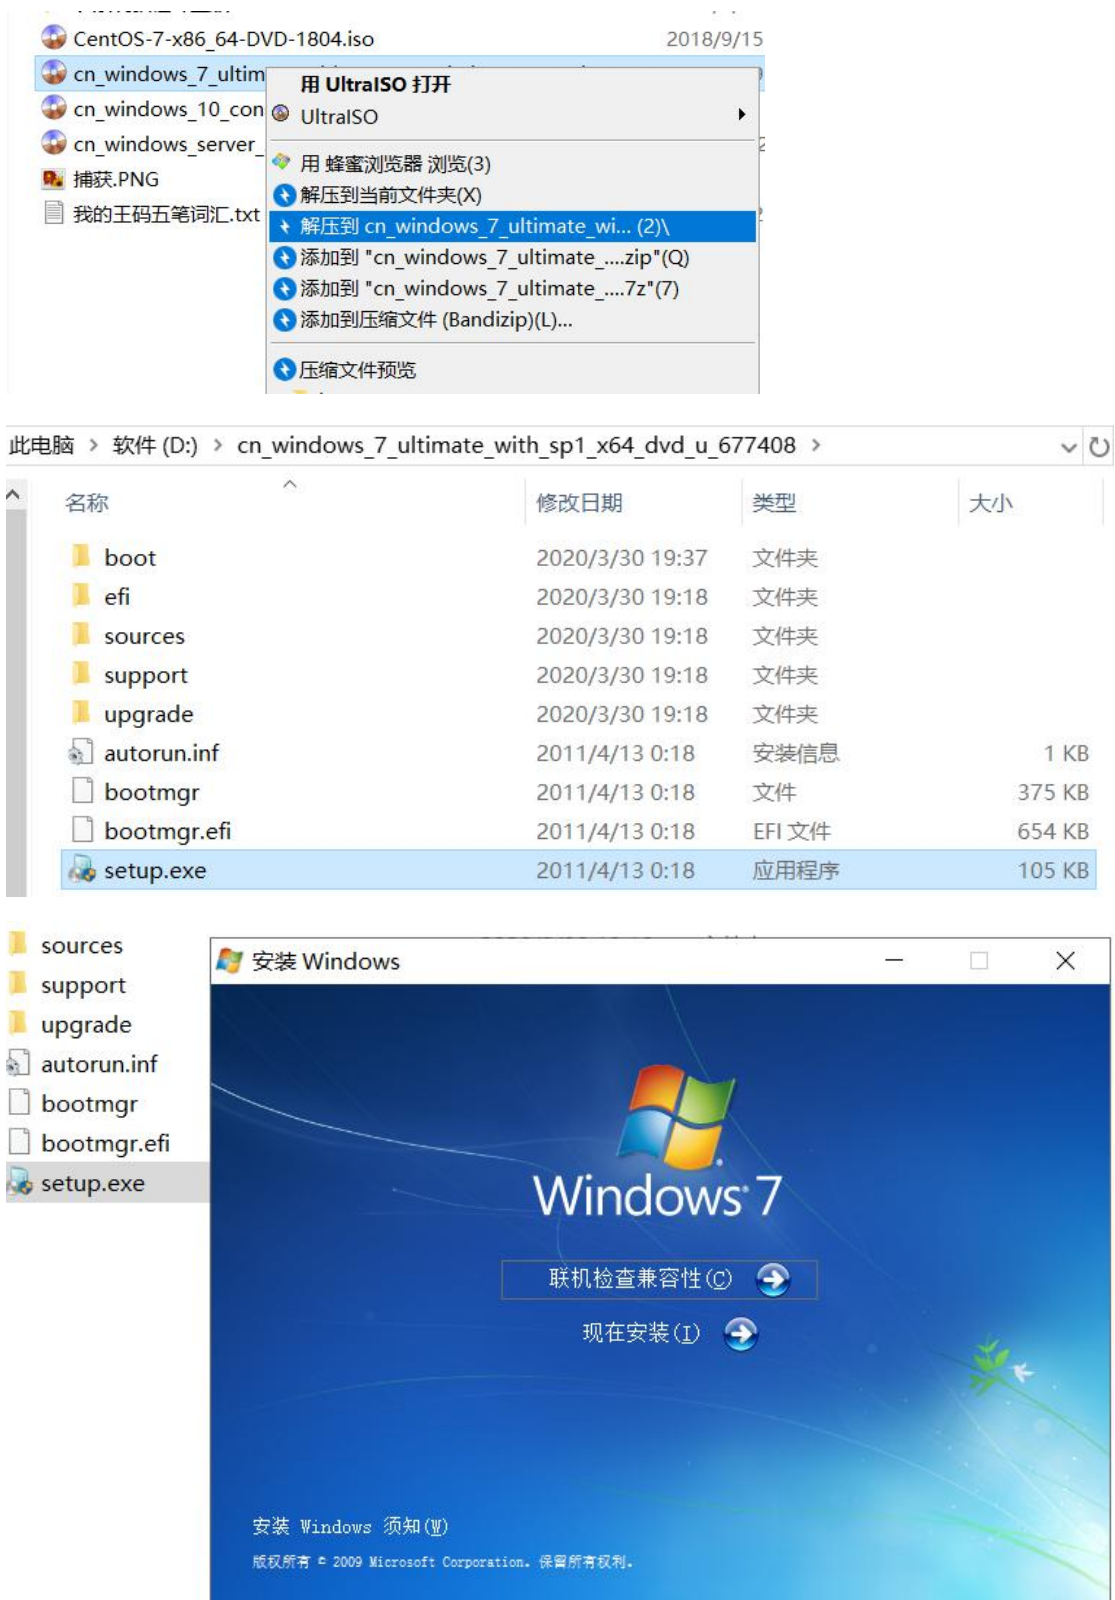 CentOS-7-x86_64-DVD-1804.iso 2018/9/15
cn_windows_7_ultim
用 UltraISO 打开
cn_windows_10_con
UltraISO
cn_windows_server_
用 蜂蜜浏览器 浏览(3)
捕获.PNG
解压到当前文件夹(X)
我的王码五笔词汇.txt
解压到 cn_windows_7_ultimate_wi... (2)\
添加到 "cn_windows_7_ultimate_....zip"(Q)
添加到 "cn_windows_7_ultimate_....7z"(7)
添加到压缩文件 (Bandizip)(L)...
压缩文件预览
此电脑 > 软件 (D:) > cn_windows_7_ultimate_with_sp1_x64_dvd_u_677408 >
名称 修改日期 类型 大小
boot 2020/3/30 19:37 文件夹
efi 2020/3/30 19:18 文件夹
sources 2020/3/30 19:18 文件夹
support 2020/3/30 19:18 文件夹
upgrade 2020/3/30 19:18 文件夹
autorun.inf 2011/4/13 0:18 安装信息 1 KB
bootmgr 2011/4/13 0:18 文件 375 KB
bootmgr.efi 2011/4/13 0:18 EFI 文件 654 KB
setup.exe 2011/4/13 0:18 应用程序 105 KB
sources
support
upgrade
autorun.inf
bootmgr
bootmgr.efi
setup.exe
安装 Windows
Windows® 7
联机检查兼容性(C)
现在安装(I)
安装 Windows 须知(W)
版权所有 © 2009 Microsoft Corporation。保留所有权利。